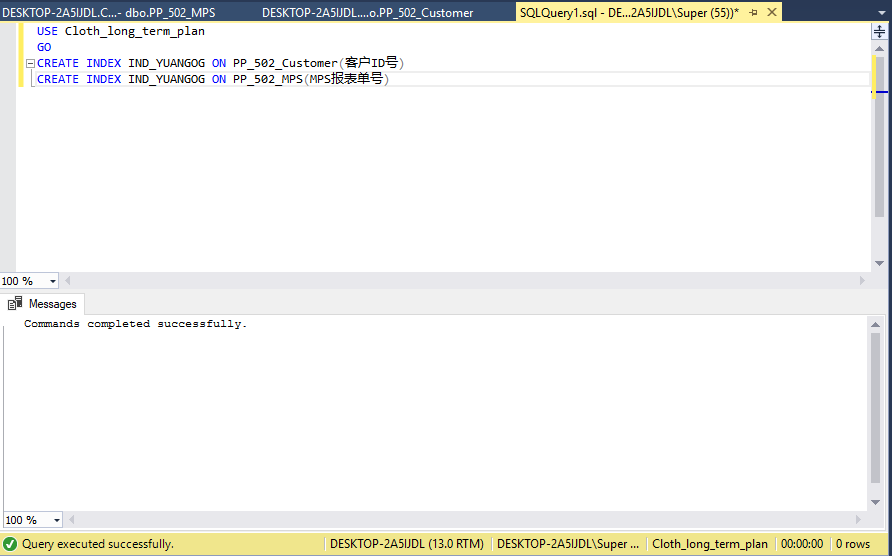 DESKTOP-2A5IJDL.C...- dbo.PP_502_MPS
DESKTOP-2A5IJDL....o.PP_502_Customer
SQLQuery1.sql - DE...2A5IJDL\Super (55))*
USE Cloth_long_term_plan
GO
CREATE INDEX IND_YUANGOG ON PP_502_Customer(客户ID号)
CREATE INDEX IND_YUANGOG ON PP_502_MPS(MPS报表单号)
100 %
Messages
Commands completed successfully.
100 %
Query executed successfully.
DESKTOP-2A5IJDL (13.0 RTM)
DESKTOP-2A5IJDL\Super ...
Cloth_long_term_plan
00:00:00
0 rows